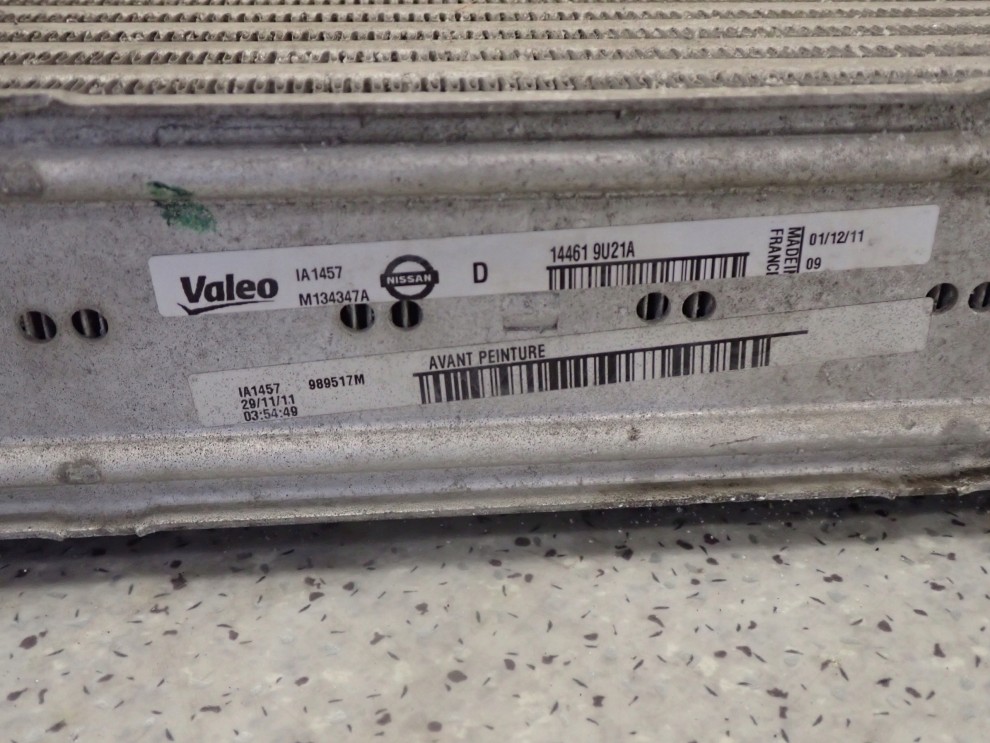 Valeo
IA1457
M134347A
NISSAN
D
14461 9U21A
MADE IN
FRANCE
01/12/11
09
AVANT PEINTURE
IA1457 989517M
29/11/11
03:54:49